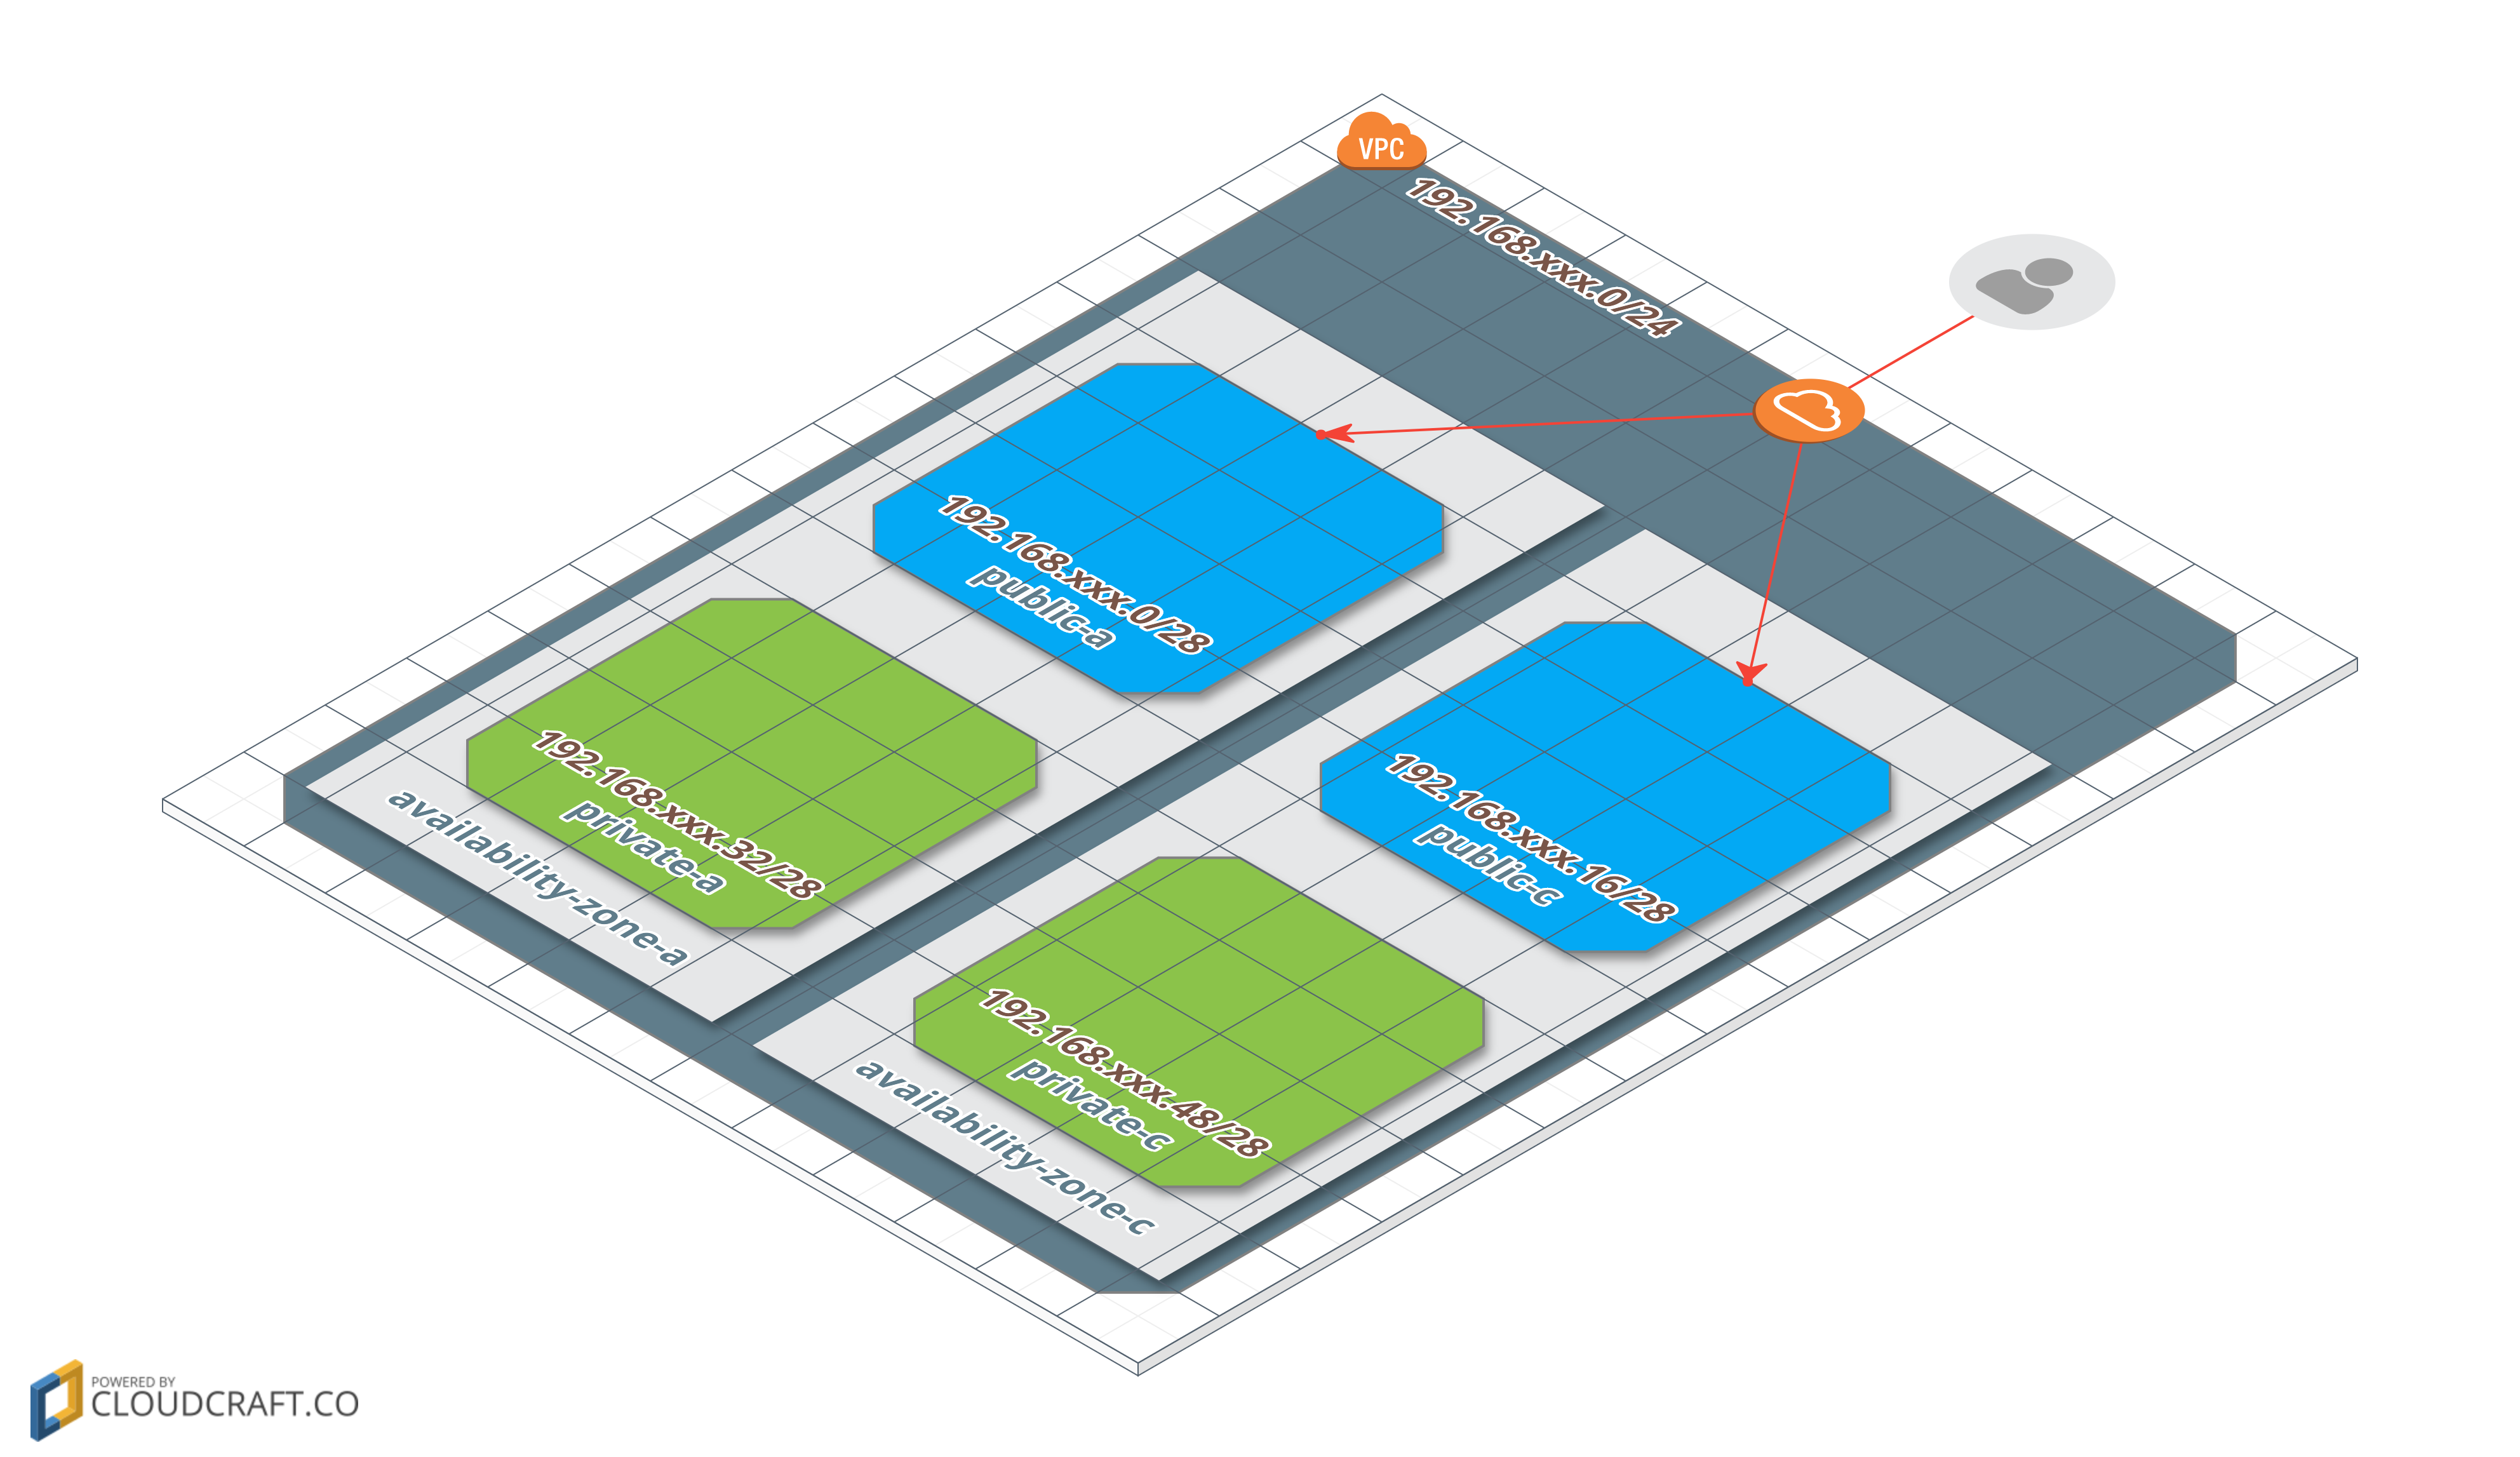 VPC
192.168.xxx.0/24
192.168.xxx.0/28
public-a
192.168.xxx.32/28
private-a
availability-zone-a
192.168.xxx.16/28
public-c
192.168.xxx.48/28
private-c
availability-zone-c
POWERED BY
CLOUDCRAFT.CO